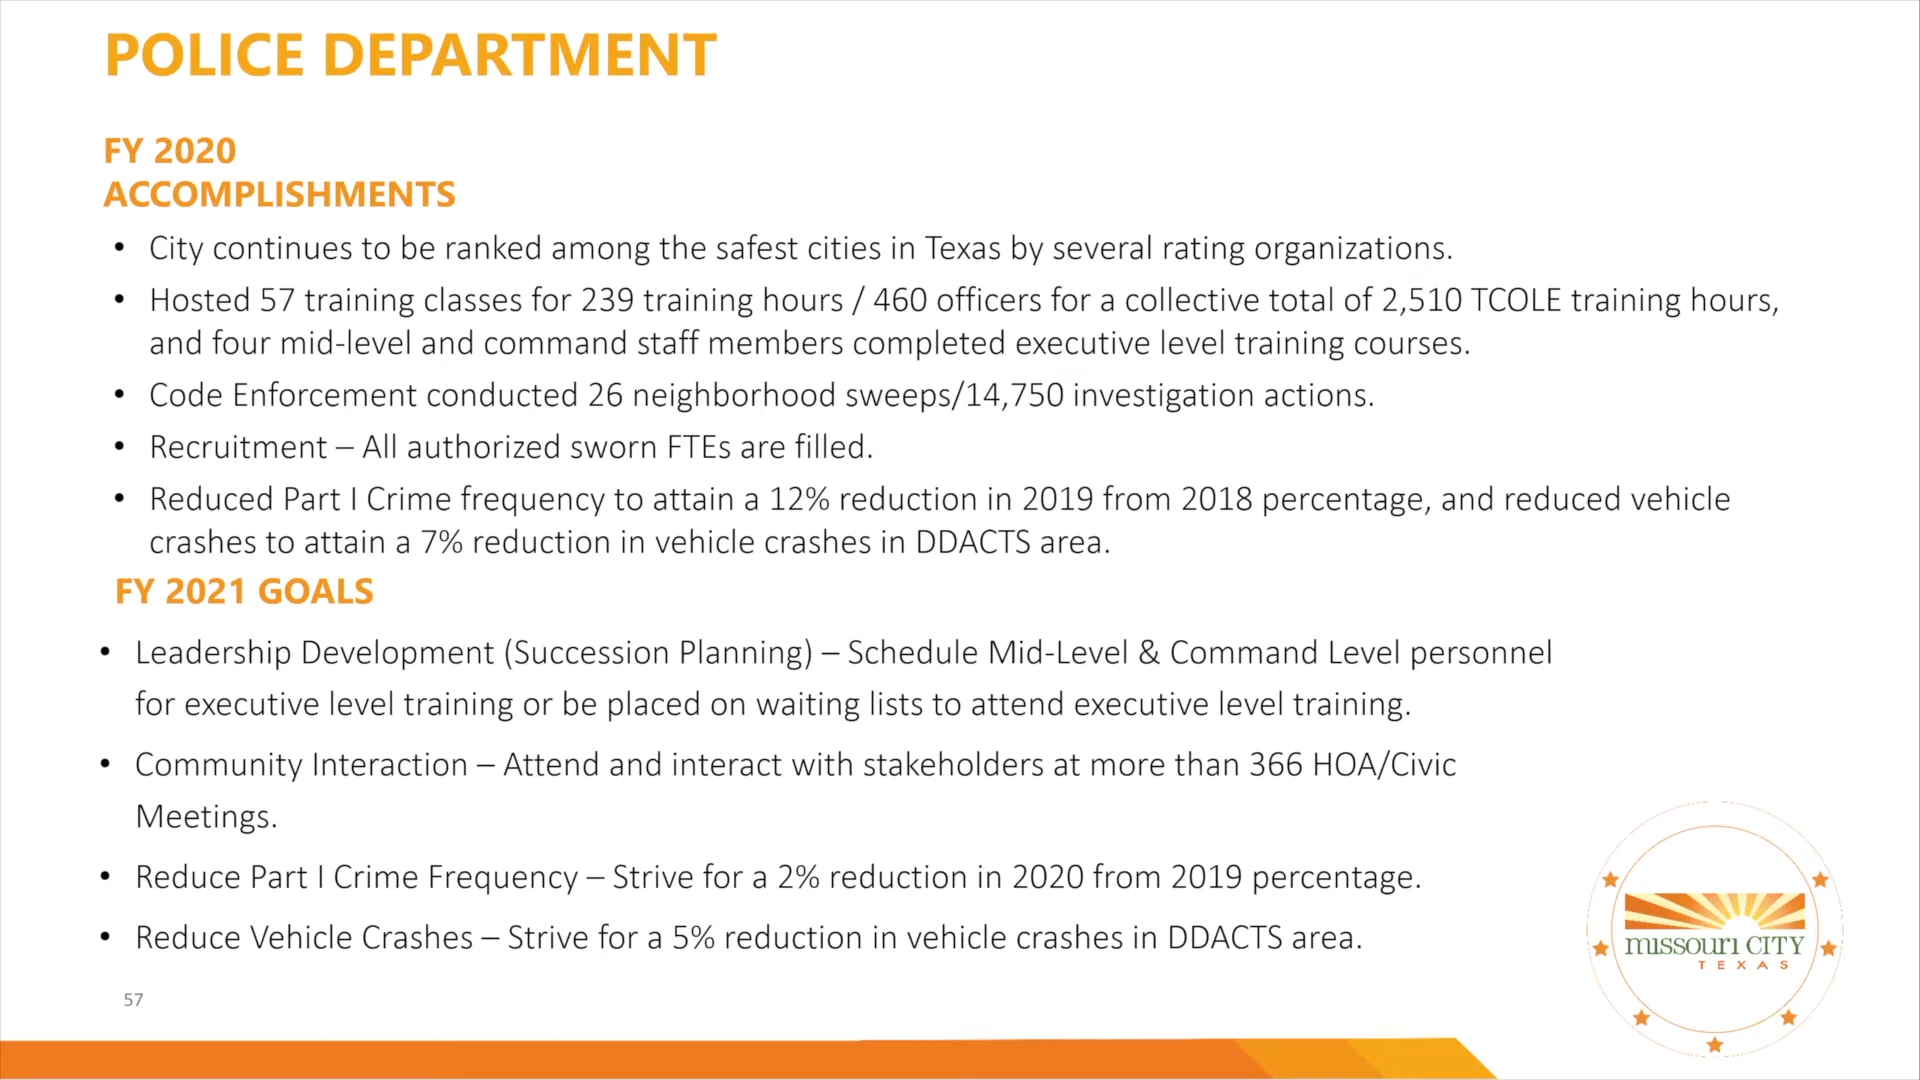 POLICE DEPARTMENT
FY 2020
ACCOMPLISHMENTS
• City continues to be ranked among the safest cities in Texas by several rating organizations.
• Hosted 57 training classes for 239 training hours / 460 officers for a collective total of 2,510 TCOLE training hours,
and four mid-level and command staff members completed executive level training courses.
• Code Enforcement conducted 26 neighborhood sweeps/14,750 investigation actions.
• Recruitment – All authorized sworn FTEs are filled.
• Reduced Part I Crime frequency to attain a 12% reduction in 2019 from 2018 percentage, and reduced vehicle
crashes to attain a 7% reduction in vehicle crashes in DDACTS area.
FY 2021 GOALS
• Leadership Development (Succession Planning) – Schedule Mid-Level & Command Level personnel
for executive level training or be placed on waiting lists to attend executive level training.
• Community Interaction – Attend and interact with stakeholders at more than 366 HOA/Civic
Meetings.
• Reduce Part I Crime Frequency – Strive for a 2% reduction in 2020 from 2019 percentage.
• Reduce Vehicle Crashes – Strive for a 5% reduction in vehicle crashes in DDACTS area.
missouri CITY
TEXAS
57